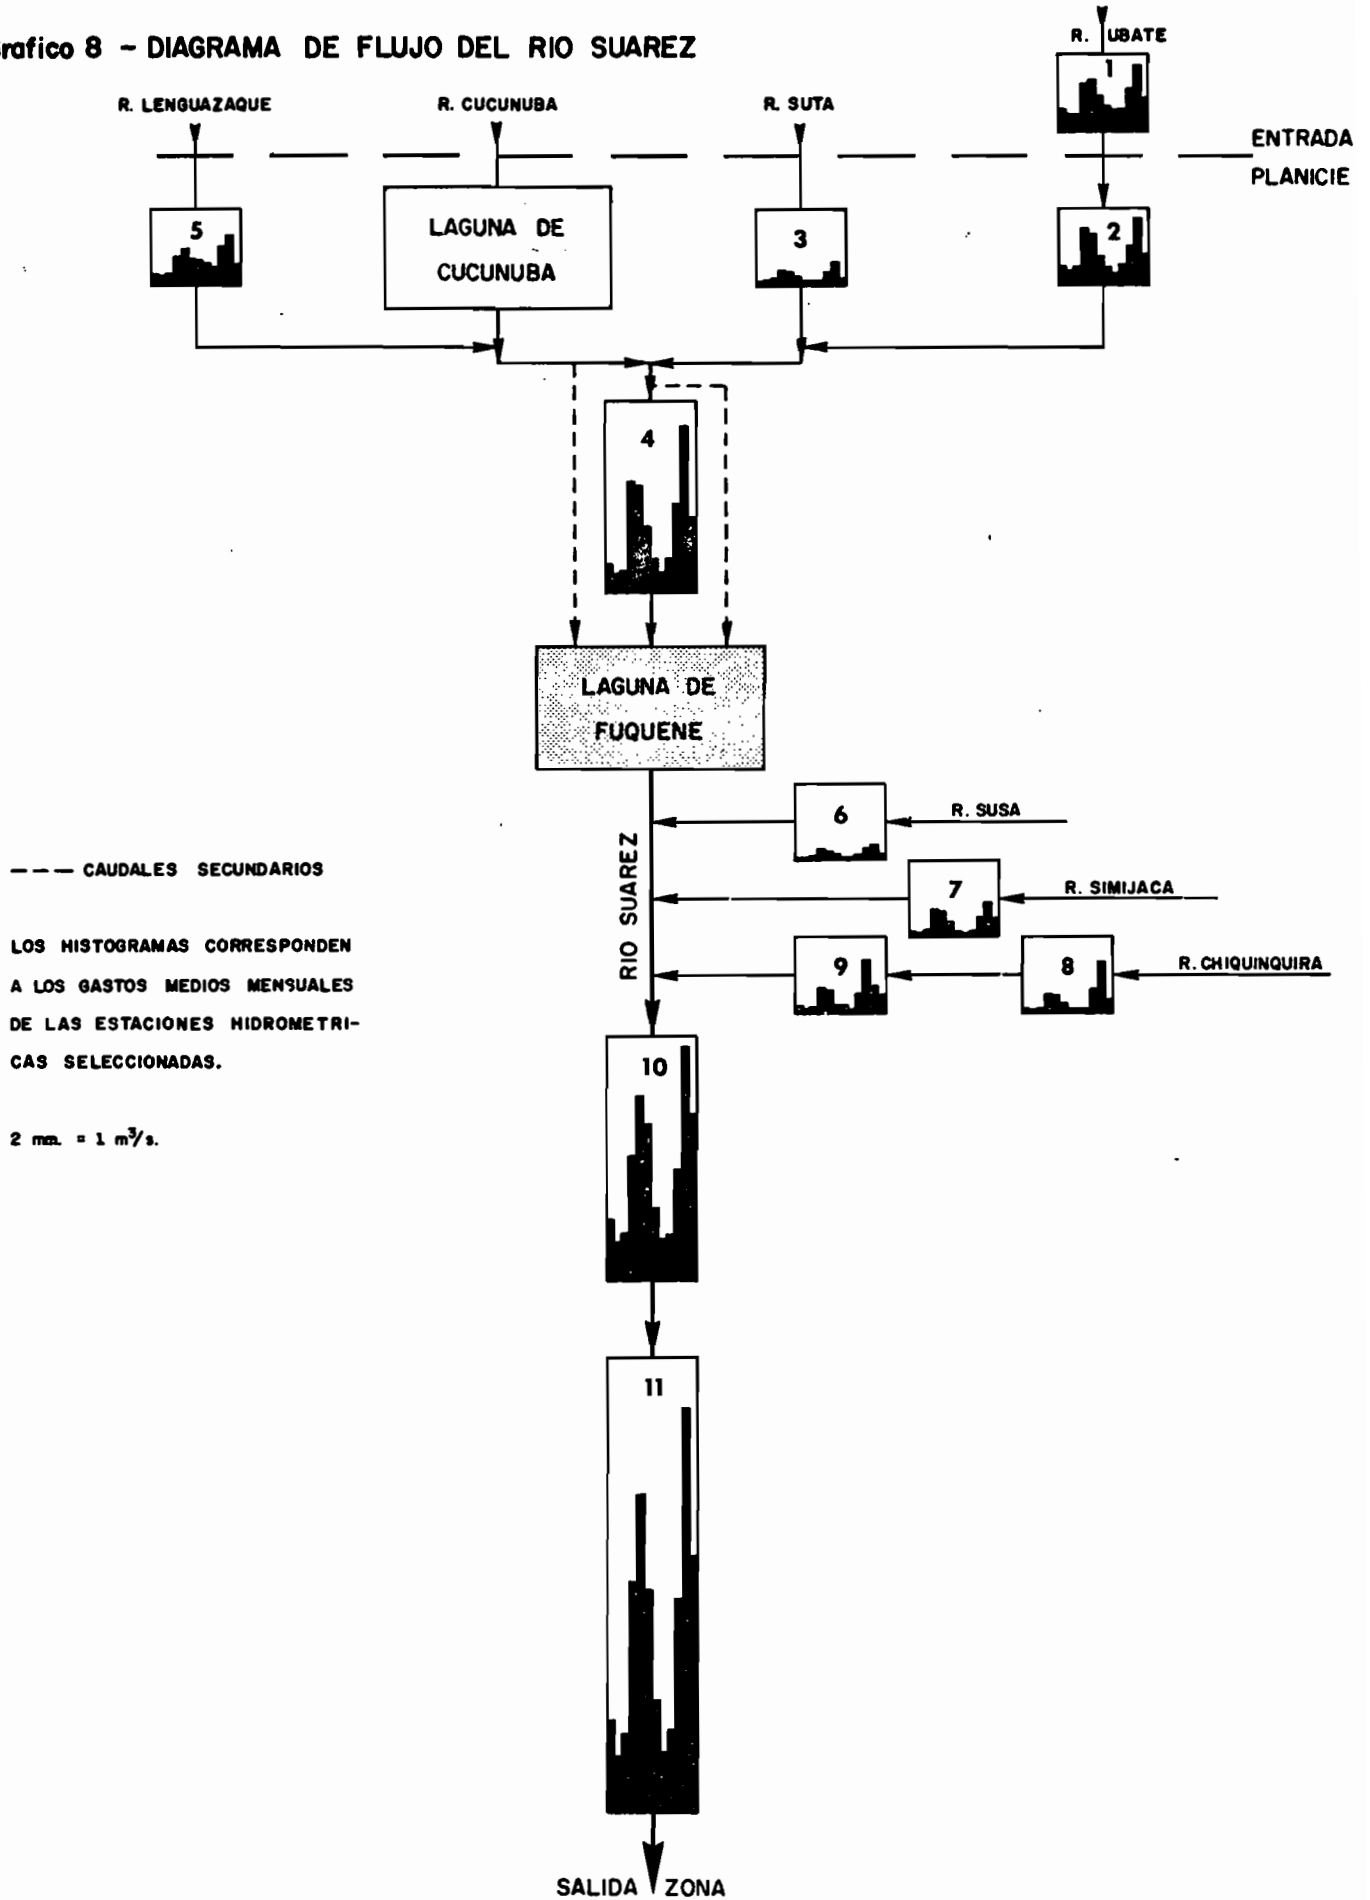 rafico 8 - DIAGRAMA DE FLUJO DEL RIO SUAREZ
R. UBATE
1
R. LENGUAZAQUE
R. CUCUNUBA
R. SUTA
ENTRADA
PLANICIE
5
LAGUNA DE
CUCUNUBA
3
2
4
LAGUNA DE
FUQUENE
6
R. SUSA
7
R. SIMIJACA
9
8
R. CHIQUINQUIRA
RIO SUAREZ
--- CAUDALES SECUNDARIOS
LOS HISTOGRAMAS CORRESPONDEN
A LOS GASTOS MEDIOS MENSUALES
DE LAS ESTACIONES HIDROMETRI-
CAS SELECCIONADAS.
2 mm. = 1 m³/s.
10
11
SALIDA ZONA